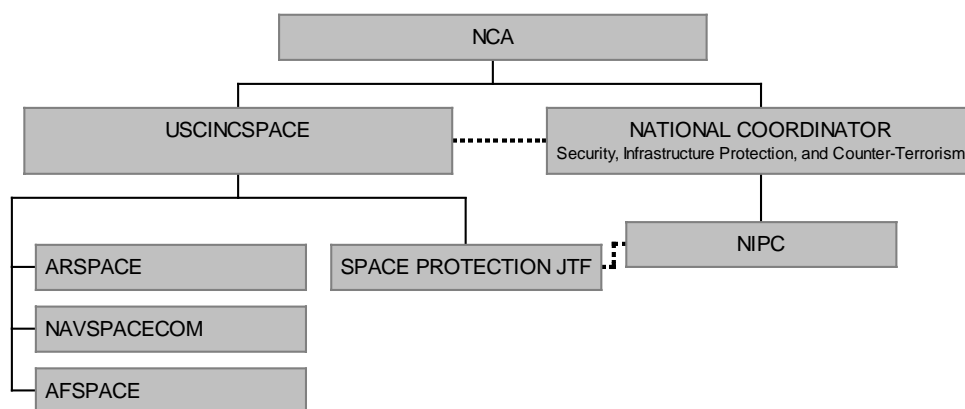 NCA
USCINCSPACE
NATIONAL COORDINATOR
Security, Infrastructure Protection, and Counter-Terrorism
NIPC
ARSPACE
SPACE PROTECTION JTF
NAVSPACECOM
AFSPACE